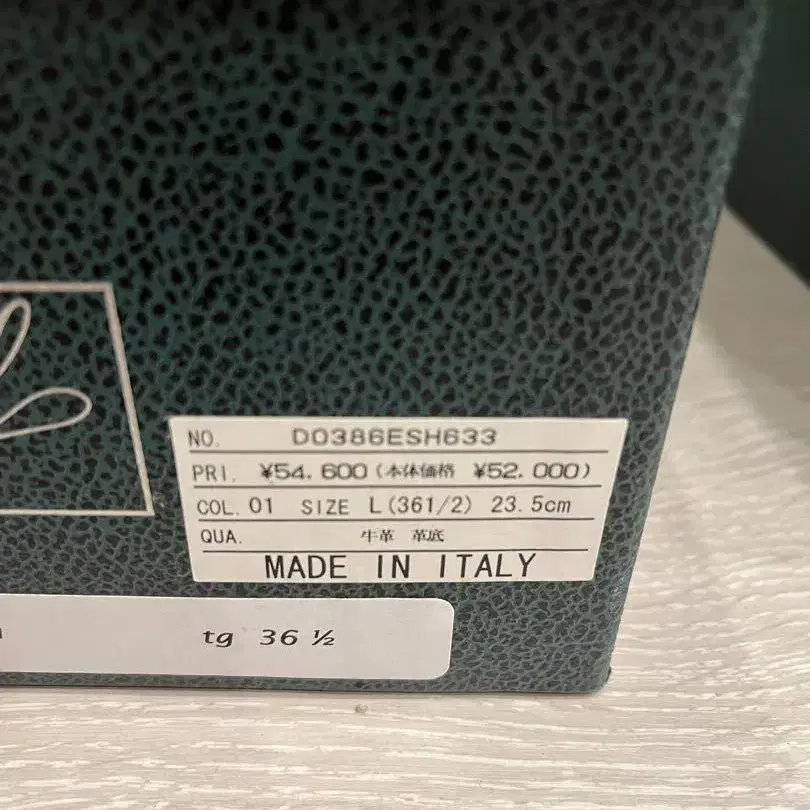 NO. D0386ESH633
PRI. ¥54,600(本体価格 ¥52,000)
COL. 01 SIZE L(361/2) 23.5cm
QUA. 牛革 革底
MADE IN ITALY
tg 36 ½